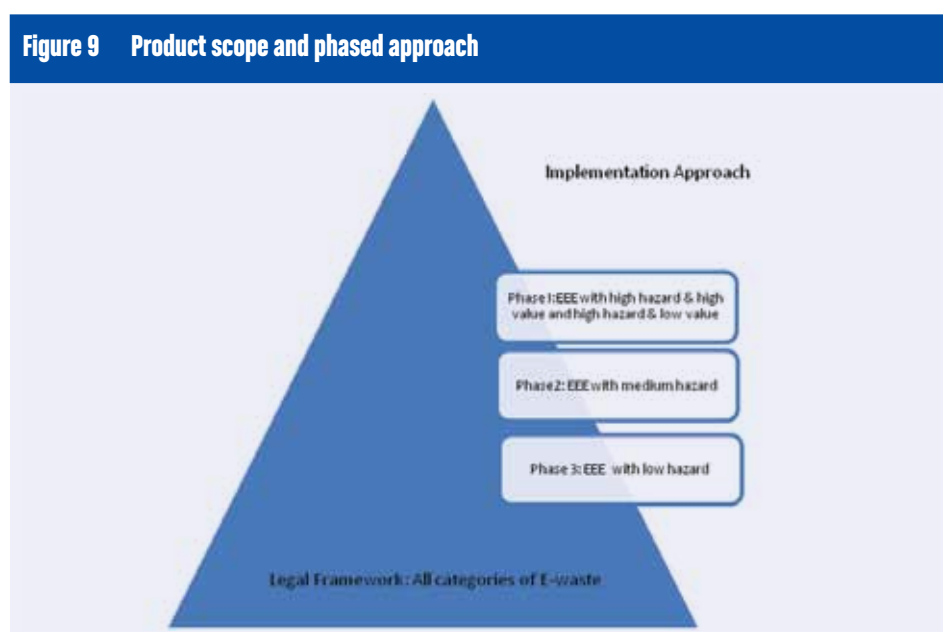 Figure 9 Product scope and phased approach
Implementation Approach
Phase 1:EEE with high hazard & high
value and high hazard & low value
Phase2: EEE with medium hazard
Phase 3: EEE with low hazard
Legal Framework: All categories of E-waste